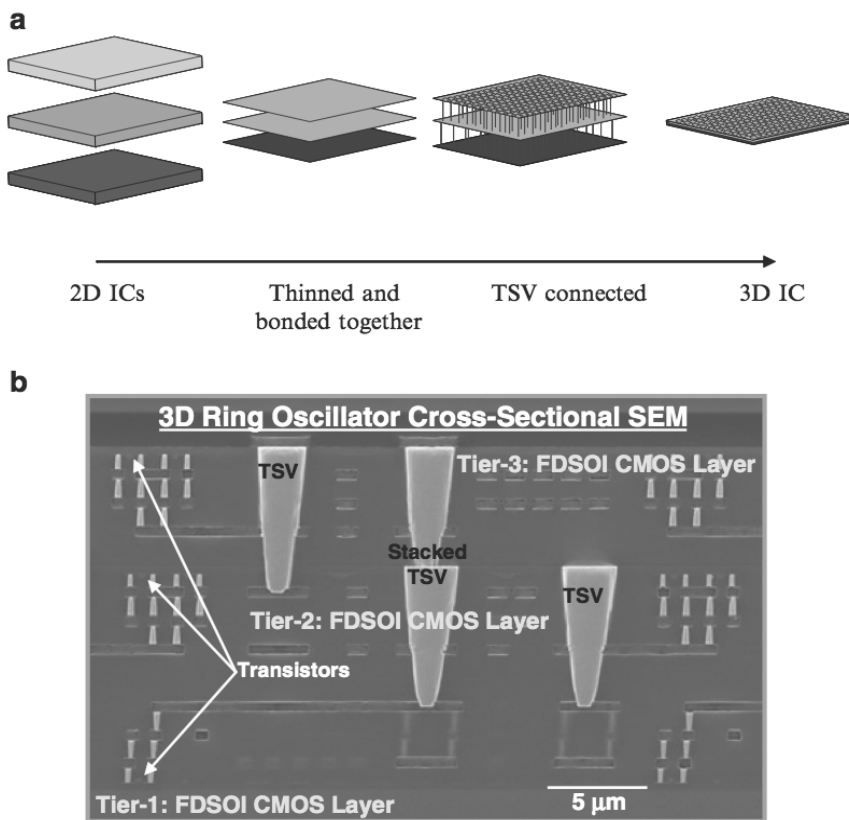 a
2D ICs
Thinned and
bonded together
TSV connected
3D IC
b
3D Ring Oscillator Cross-Sectional SEM
TSV
Tier-3: FDSOI CMOS Layer
Stacked
TSV
TSV
Tier-2: FDSOI CMOS Layer
Transistors
5 μm
Tier-1: FDSOI CMOS Layer